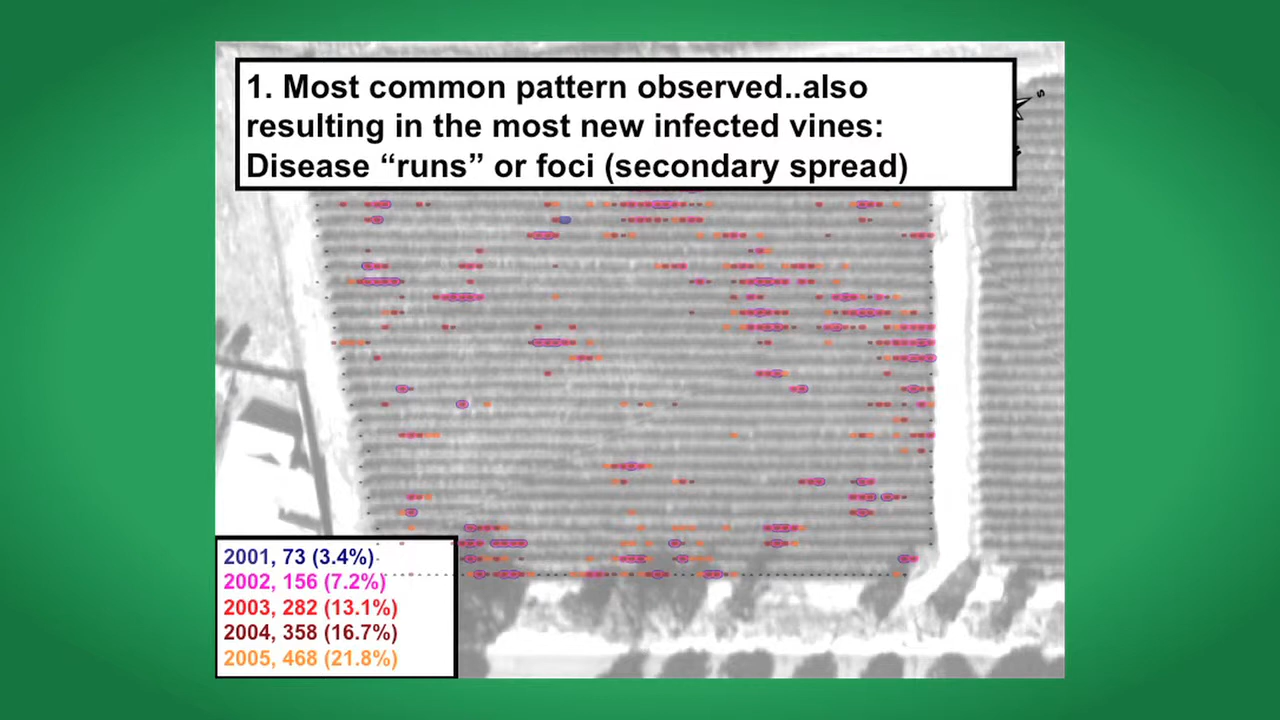 1. Most common pattern observed..also
resulting in the most new infected vines:
Disease “runs” or foci (secondary spread)
s
2001, 73 (3.4%)
2002, 156 (7.2%)
2003, 282 (13.1%)
2004, 358 (16.7%)
2005, 468 (21.8%)